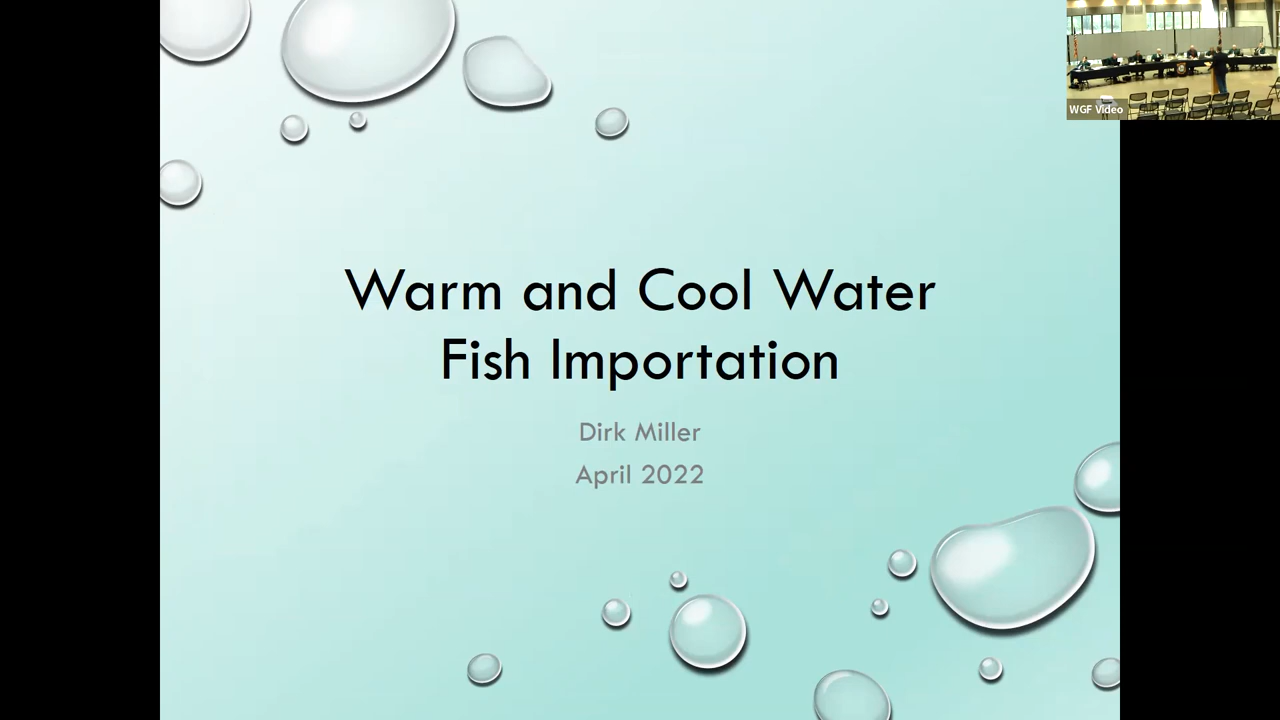 WGF Video
Warm and Cool Water
Fish Importation
Dirk Miller
April 2022